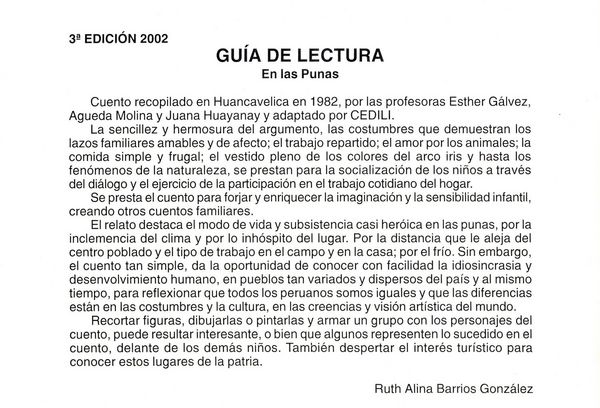 3ª EDICIÓN 2002
GUÍA DE LECTURA
En las Punas
Cuento recopilado en Huancavelica en 1982, por las profesoras Esther Gálvez,
Agueda Molina y Juana Huayanay y adaptado por CEDILI.
La sencillez y hermosura del argumento, las costumbres que demuestran los
lazos familiares amables y de afecto; el trabajo repartido; el amor por los animales; la
comida simple y frugal; el vestido pleno de los colores del arco iris y hasta los
fenómenos de la naturaleza, se prestan para la socialización de los niños a través
del diálogo y el ejercicio de la participación en el trabajo cotidiano del hogar.
Se presta el cuento para forjar y enriquecer la imaginación y la sensibilidad infantil,
creando otros cuentos familiares.
El relato destaca el modo de vida y subsistencia casi heróica en las punas, por la
inclemencia del clima y por lo inhóspito del lugar. Por la distancia que le aleja del
centro poblado y el tipo de trabajo en el campo y en la casa; por el frío. Sin embargo,
el cuento tan simple, da la oportunidad de conocer con facilidad la idiosincrasia y
desenvolvimiento humano, en pueblos tan variados y dispersos del país y al mismo
tiempo, para reflexionar que todos los peruanos somos iguales y que las diferencias
están en las costumbres y la cultura, en las creencias y visión artística del mundo.
Recortar figuras, dibujarlas o pintarlas y armar un grupo con los personajes del
cuento, puede resultar interesante, o bien que algunos representen lo sucedido en el
cuento, delante de los demás niños. También despertar el interés turístico para
conocer estos lugares de la patria.
Ruth Alina Barrios González